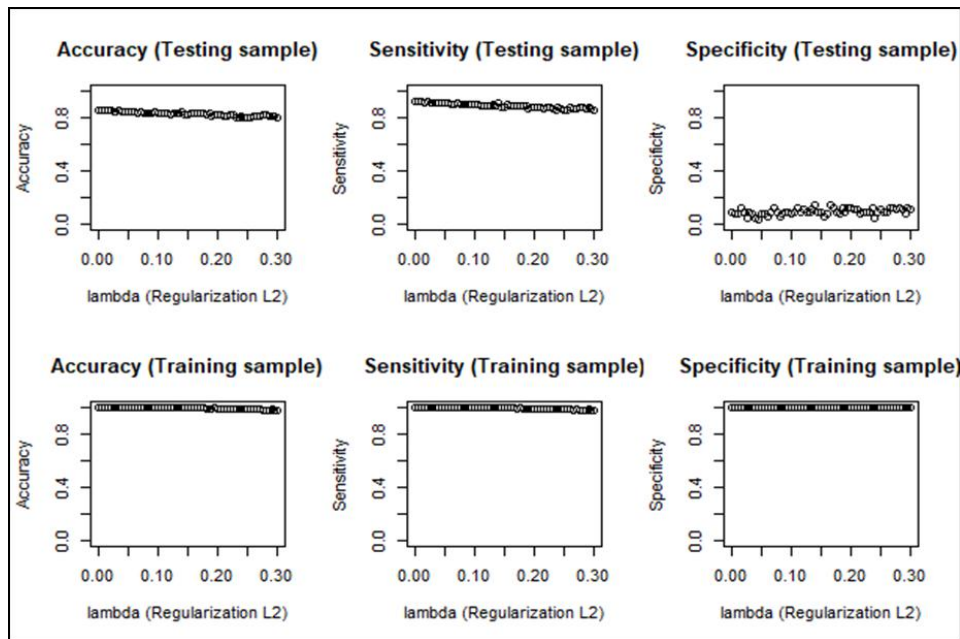 Accuracy (Testing sample)
Accuracy
0.0 0.4 0.8
0.00 0.10 0.20 0.30
lambda (Regularization L2)
Sensitivity (Testing sample)
Sensitivity
0.0 0.4 0.8
0.00 0.10 0.20 0.30
lambda (Regularization L2)
Specificity (Testing sample)
Specificity
0.0 0.4 0.8
0.00 0.10 0.20 0.30
lambda (Regularization L2)
Accuracy (Training sample)
Accuracy
0.0 0.4 0.8
0.00 0.10 0.20 0.30
lambda (Regularization L2)
Sensitivity (Training sample)
Sensitivity
0.0 0.4 0.8
0.00 0.10 0.20 0.30
lambda (Regularization L2)
Specificity (Training sample)
Specificity
0.0 0.4 0.8
0.00 0.10 0.20 0.30
lambda (Regularization L2)